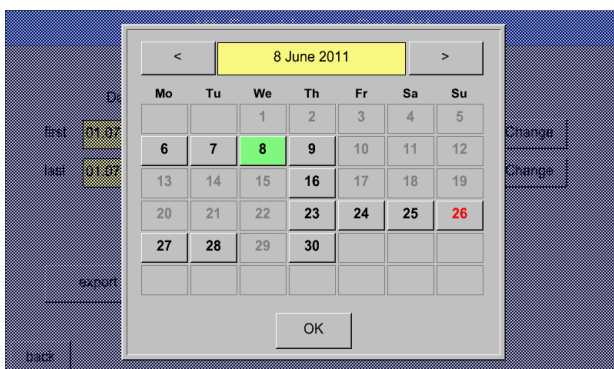 < 8 June 2011 >
Mo Tu We Th Fr Sa Su
1 2 3 4 5
6 7 8 9 10 11 12
first 01.07 Change
13 14 15 16 17 18 19
last 01.07 Change
20 21 22 23 24 25 26
27 28 29 30
export
OK
back